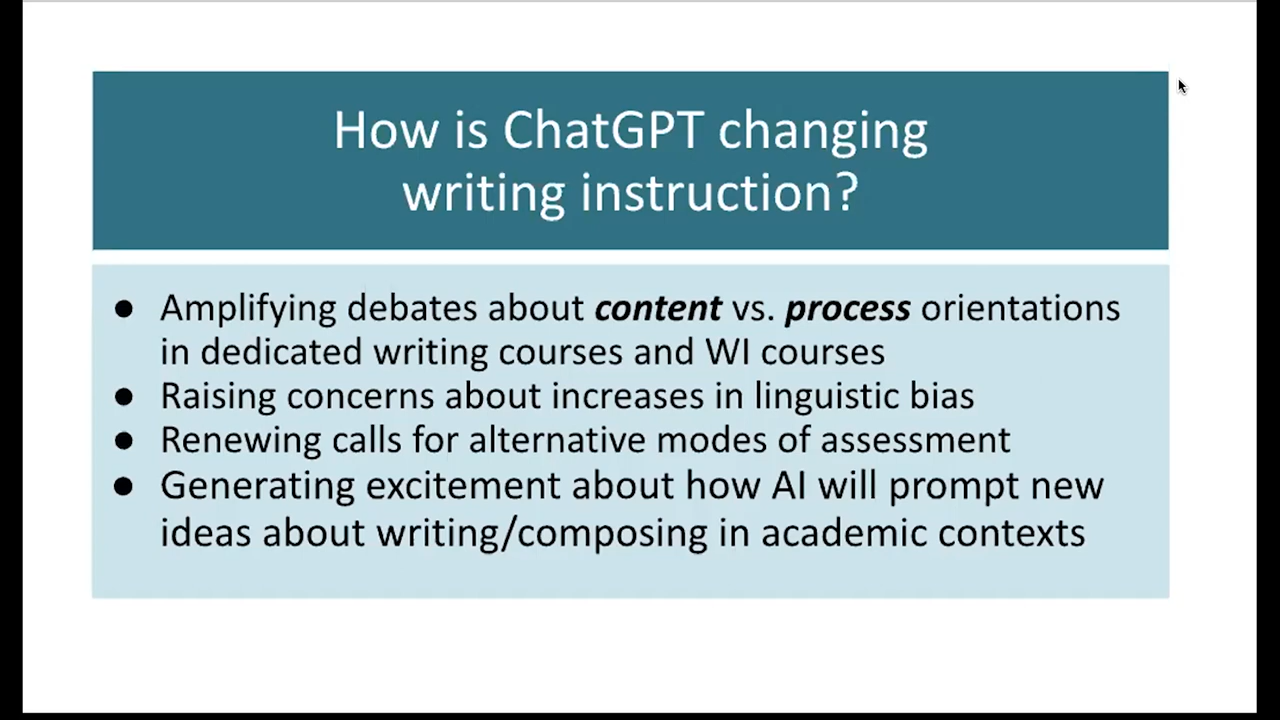 How is ChatGPT changing
writing instruction?
● Amplifying debates about content vs. process orientations
in dedicated writing courses and WI courses
● Raising concerns about increases in linguistic bias
● Renewing calls for alternative modes of assessment
● Generating excitement about how AI will prompt new
ideas about writing/composing in academic contexts